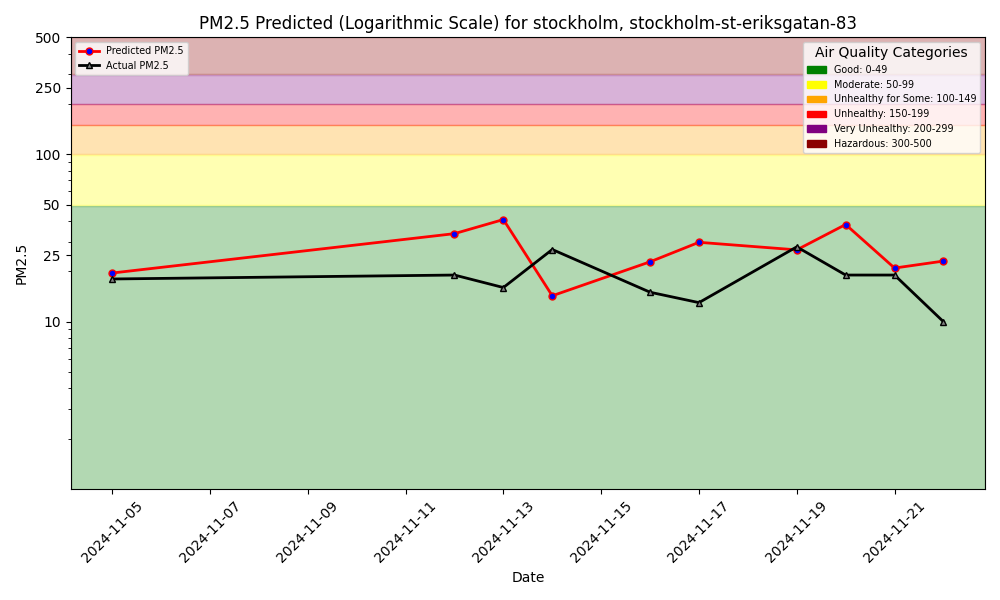 PM2.5 Predicted (Logarithmic Scale) for stockholm, stockholm-st-eriksgatan-83
500
250
100
50
25
10
PM2.5
Predicted PM2.5
Actual PM2.5
Air Quality Categories
Good: 0-49
Moderate: 50-99
Unhealthy for Some: 100-149
Unhealthy: 150-199
Very Unhealthy: 200-299
Hazardous: 300-500
2024-11-05
2024-11-07
2024-11-09
2024-11-11
2024-11-13
2024-11-15
2024-11-17
2024-11-19
2024-11-21
Date